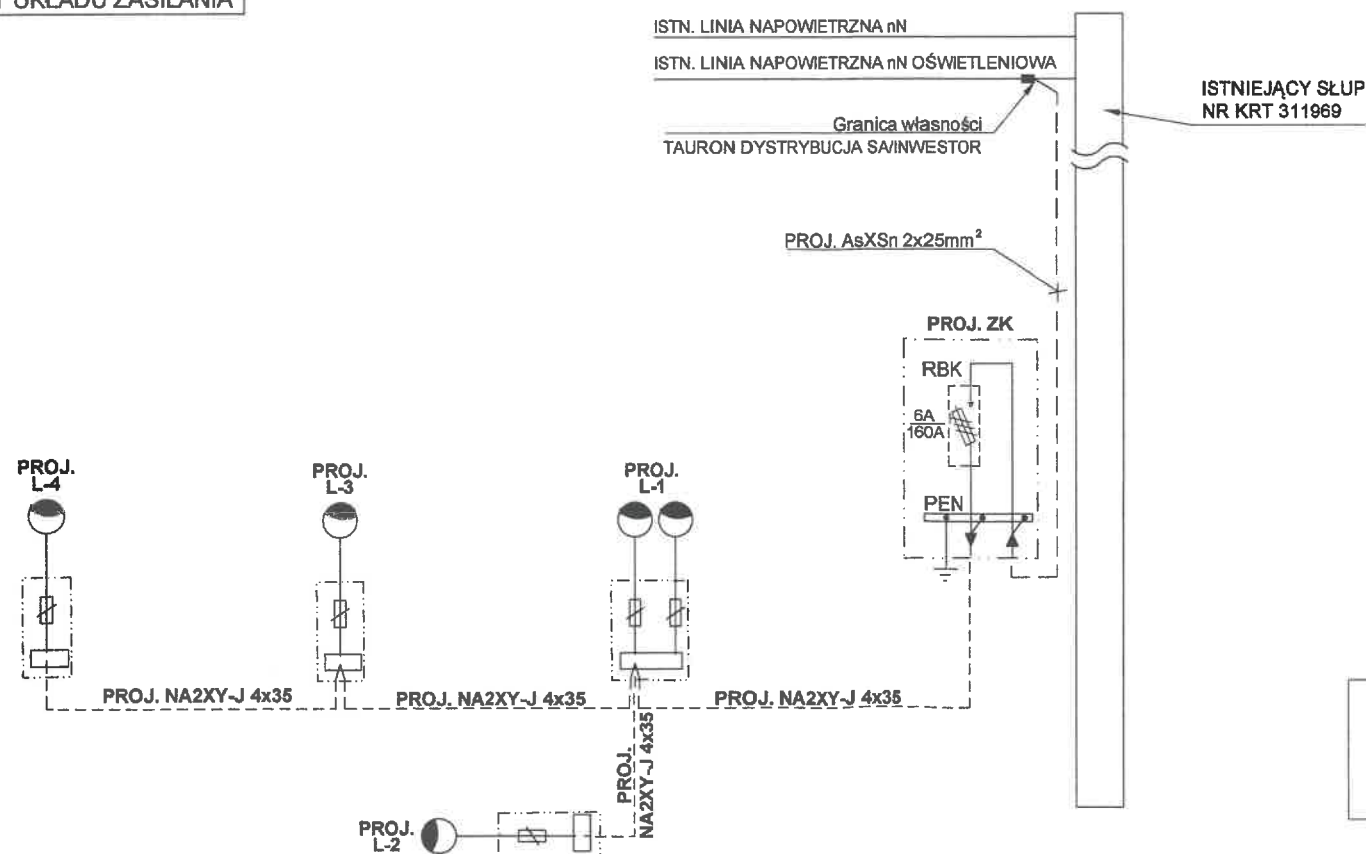 UKŁADU ZASILANIA
ISTN. LINIA NAPOWIETRZNA nN
ISTN. LINIA NAPOWIETRZNA nN OŚWIETLENIOWA
ISTNIEJĄCY SŁUP
NR KRT 311969
Granica własności
TAURON DYSTRYBUCJA SA/INWESTOR
PROJ. AsXSn 2x25mm²
PROJ. ZK
RBK
6A
160A
PEN
PROJ.
L-4
PROJ.
L-3
PROJ.
L-1
PROJ. NA2XY-J 4x35
PROJ. NA2XY-J 4x35
PROJ. NA2XY-J 4x35
PROJ.
NA2XY-J 4x35
PROJ.
L-2